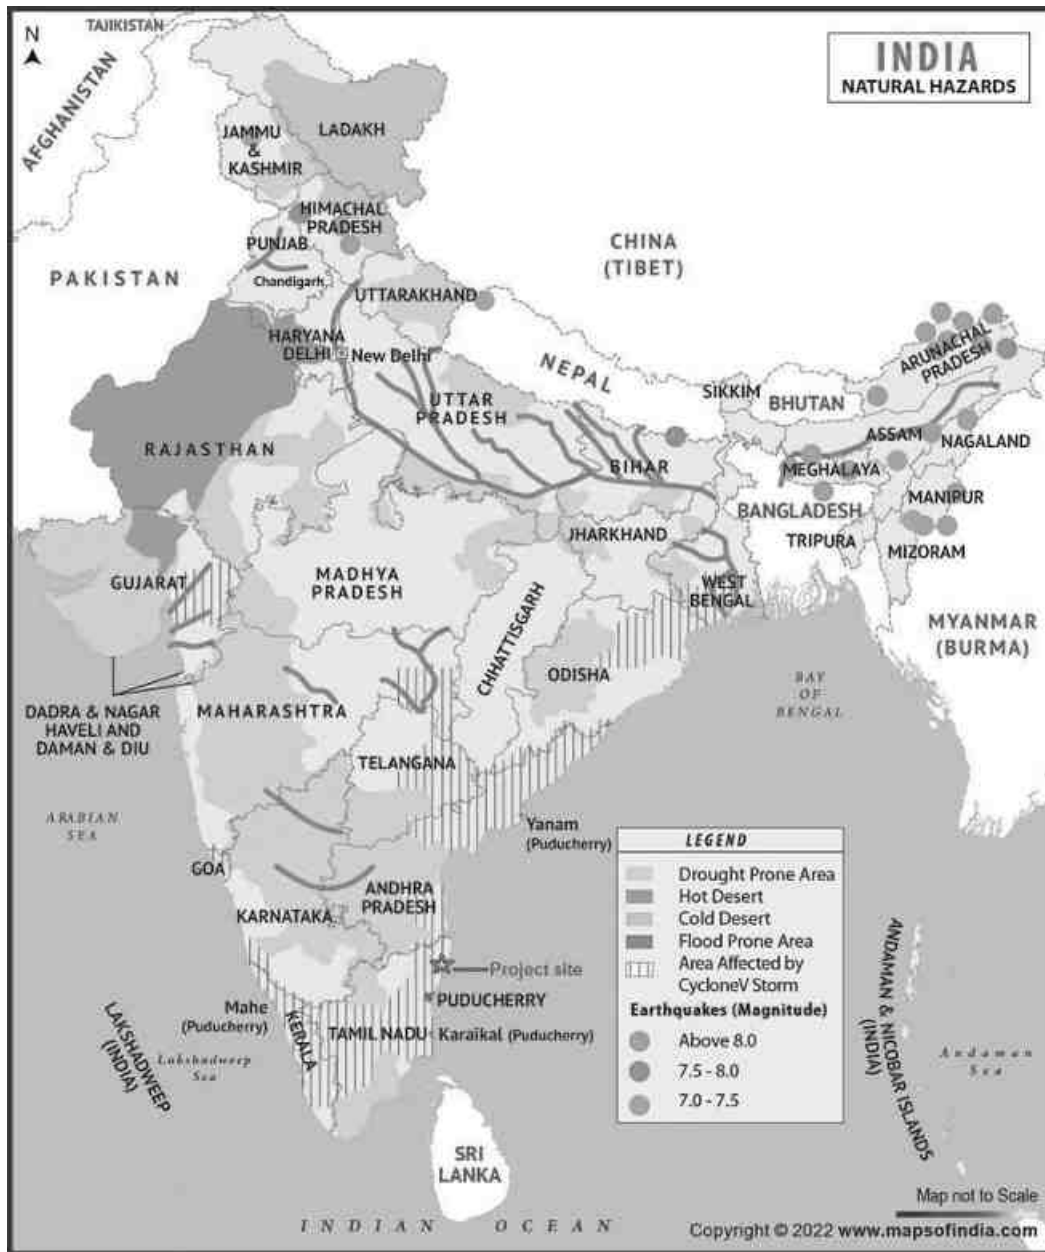 TAJIKISTAN
N
AFGHANISTAN
INDIA
NATURAL HAZARDS
JAMMU
&
KASHMIR
LADAKH
HIMACHAL
PRADESH
PUNJAB
Chandigarh
PAKISTAN
CHINA
(TIBET)
UTTARAKHAND
HARYANA
DELHI
New Delhi
NEPAL
SIKKIM
BHUTAN
ARUNACHAL
PRADESH
UTTAR
PRADESH
RAJASTHAN
BIHAR
ASSAM
NAGALAND
MEGHALAYA
MANIPUR
BANGLADESH
TRIPURA
MIZORAM
JHARKHAND
GUJARAT
MADHYA
PRADESH
WEST
BENGAL
CHHATTISGARH
MYANMAR
(BURMA)
ODISHA
BAY
OF
BENGAL
DADRA & NAGAR
HAVELI AND
DAMAN & DIU
MAHARASHTRA
TELANGANA
ARABIAN
SEA
Yanam
(Puducherry)
GOA
ANDHRA
PRADESH
KARNATAKA
LEGEND
Drought Prone Area
Hot Desert
Cold Desert
Flood Prone Area
Area Affected by
CycloneV Storm
Earthquakes (Magnitude)
Above 8.0
7.5 - 8.0
7.0 - 7.5
Project site
PUDUCHERRY
Mahe
(Puducherry)
KERALA
TAMIL NADU
Karaikal (Puducherry)
LAKSHADWEEP
(INDIA)
Lakshadweep
Sea
ANDAMAN & NICOBAR ISLANDS
(INDIA)
Andaman
Sea
SRI
LANKA
INDIAN OCEAN
Map not to Scale
Copyright © 2022 www.mapsofindia.com